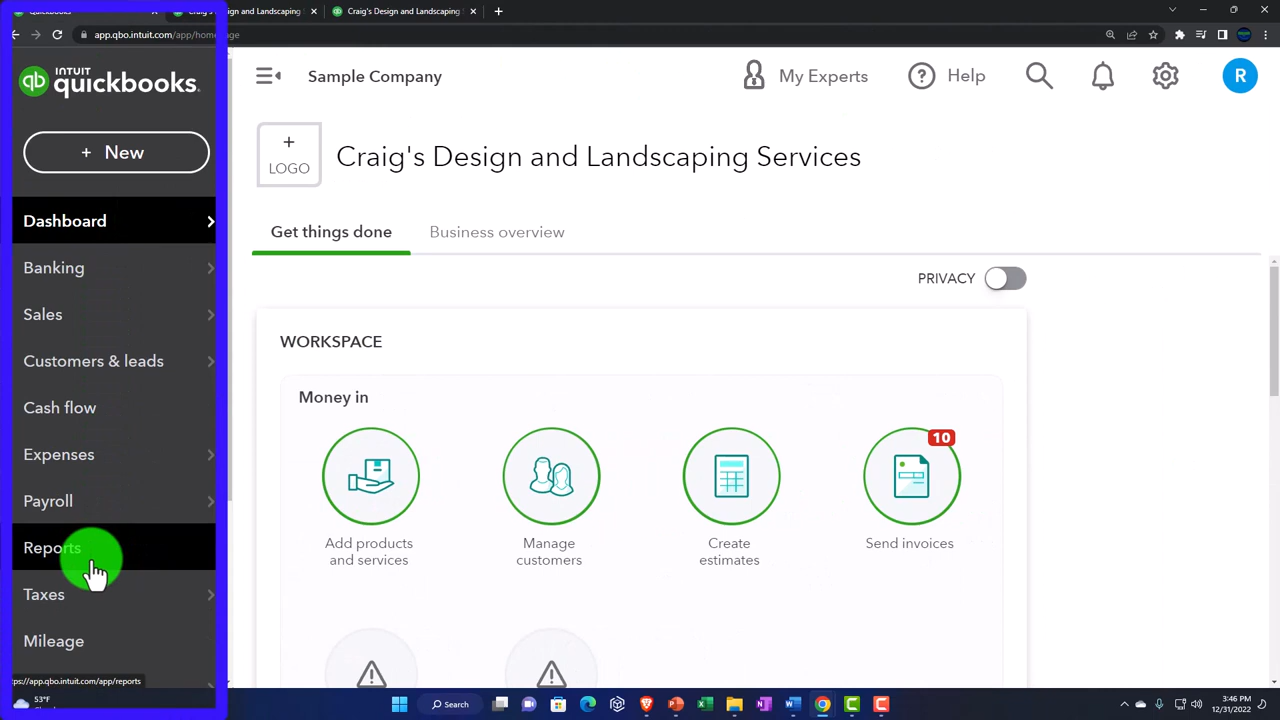 Craig's Design and Landscaping
Craig's Design and Landscaping
app.qbo.intuit.com/app/homepage
INTUIT
quickbooks.
qb
+ New
Dashboard
Banking
Sales
Customers & leads
Cash flow
Expenses
Payroll
Reports
Taxes
Mileage
ps://app.qbo.intuit.com/app/reports
Sample Company
My Experts
Help
R
+
LOGO
Craig's Design and Landscaping Services
Get things done
Business overview
PRIVACY
WORKSPACE
Money in
10
Add products
and services
Manage
customers
Create
estimates
Send invoices
53°F
Search
3:46 PM
12/31/2022